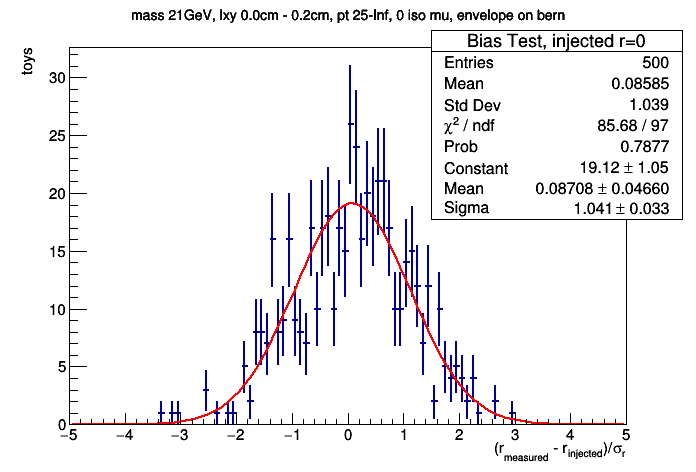 mass 21GeV, lxy 0.0cm - 0.2cm, pt 25-Inf, 0 iso mu, envelope on bern
Bias Test, injected r=0
Entries 500
Mean 0.08585
Std Dev 1.039
χ² / ndf 85.68 / 97
Prob 0.7877
Constant 19.12 ± 1.05
Mean 0.08708 ± 0.04660
Sigma 1.041 ± 0.033
toys
30
25
20
15
10
5
0
−5 −4 −3 −2 −1 0 1 2 3 4 5
(r_measured - r_injected)/σ_r